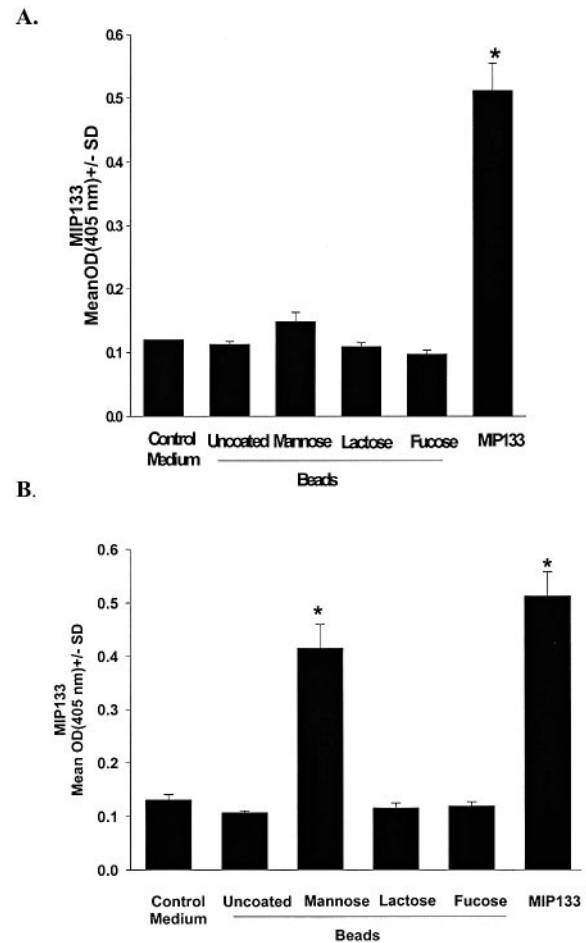 A.
*
0.6
0.5
0.4
0.3
0.2
0.1
0.0
MIP133
MeanOD(405 nm)+/- SD
Control Uncoated Mannose Lactose Fucose MIP133
Medium
Beads
B.
*
*
0.6
0.5
0.4
0.3
0.2
0.1
0.0
MIP133
Mean OD(405 nm)+/- SD
Control Uncoated Mannose Lactose Fucose MIP133
Medium
Beads